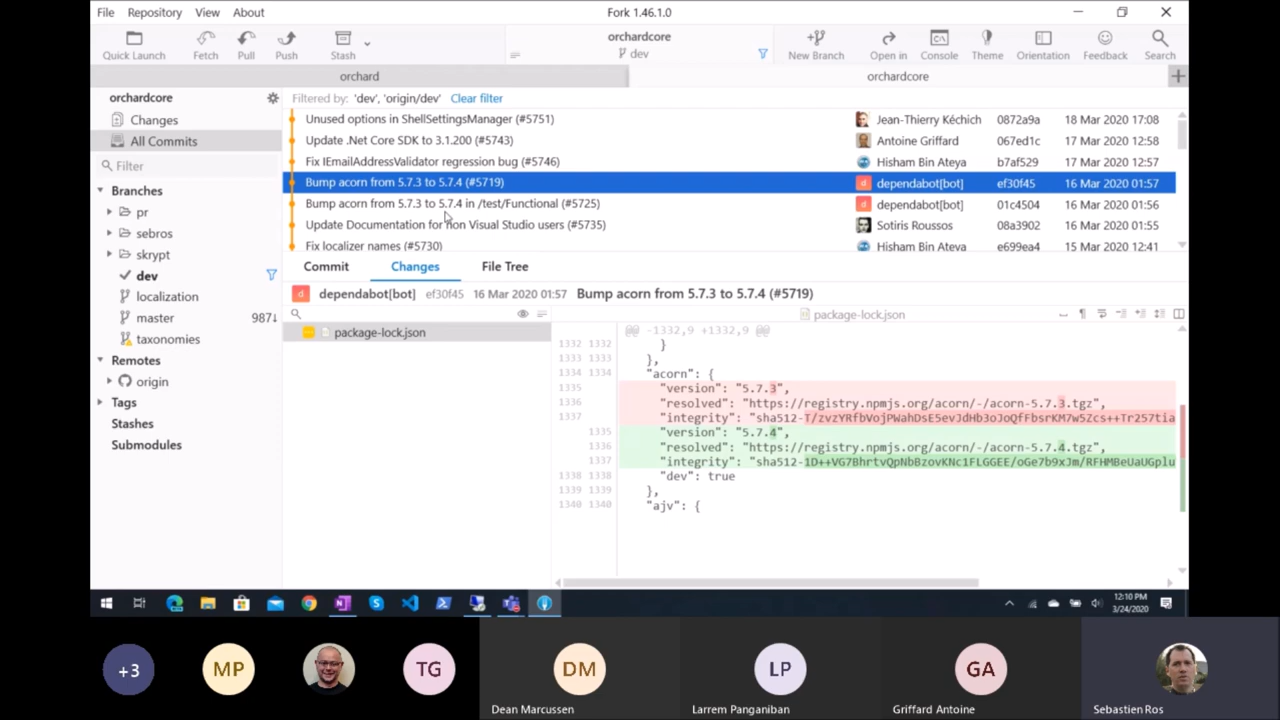 File Repository View About Fork 1.46.1.0
Quick Launch Fetch Pull Push Stash orchardcore dev New Branch Open in Console Theme Orientation Feedback Search
orchard orchardcore
orchardcore
Changes
All Commits
Filter
Branches
pr
sebros
skrypt
dev
localization
master 987↓
taxonomies
Remotes
origin
Tags
Stashes
Submodules
Filtered by: 'dev', 'origin/dev' Clear filter
Unused options in ShellSettingsManager (#5751) Jean-Thierry Kéchich 0872a9a 18 Mar 2020 17:08
Update .Net Core SDK to 3.1.200 (#5743) Antoine Griffard 067ed1c 17 Mar 2020 12:58
Fix IEmailAddressValidator regression bug (#5746) Hisham Bin Ateya b7af529 17 Mar 2020 12:57
Bump acorn from 5.7.3 to 5.7.4 (#5719) d dependabot[bot] ef30f45 16 Mar 2020 01:57
Bump acorn from 5.7.3 to 5.7.4 in /test/Functional (#5725) d dependabot[bot] 01c4504 16 Mar 2020 01:56
Update Documentation for non Visual Studio users (#5735) Sotiris Roussos 08a3902 16 Mar 2020 01:55
Fix localizer names (#5730) Hisham Bin Ateya e699ea4 15 Mar 2020 12:41
Commit Changes File Tree
d dependabot[bot] ef30f45 16 Mar 2020 01:57 Bump acorn from 5.7.3 to 5.7.4 (#5719)
package-lock.json
package-lock.json
@@ -1332,9 +1332,9 @@
1332 1332 }
1333 1333 },
1334 1334 "acorn": {
1335 "version": "5.7.3",
1336 "resolved": "https://registry.npmjs.org/acorn/-/acorn-5.7.3.tgz",
1337 "integrity": "sha512-T/zvzYRfbVojPWahDsE5evJdHb3oJoQfFbsrKM7w5Zcs++Tr257tia
1335 "version": "5.7.4",
1336 "resolved": "https://registry.npmjs.org/acorn/-/acorn-5.7.4.tgz",
1337 "integrity": "sha512-1D++VG7BhrtvQpNbBzovKNc1FLGGEE/oGe7b9xJm/RFHMBeUaUGplu
1338 1338 "dev": true
1339 1339 },
1340 1340 "ajv": {
12:10 PM
3/24/2020
+3 MP TG DM LP GA
Dean Marcussen Larrem Panganiban Griffard Antoine Sebastien Ros